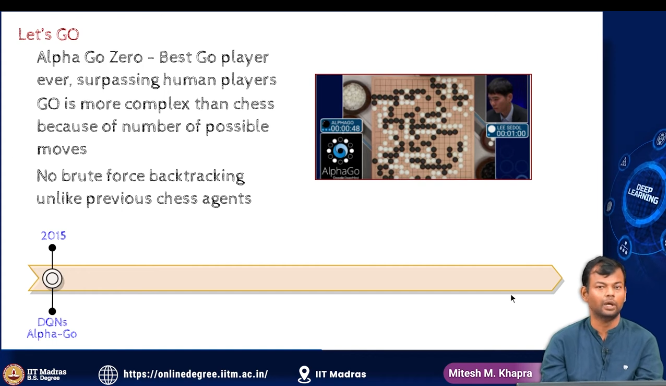 Let's GO
Alpha Go Zero - Best Go player
ever, surpassing human players
GO is more complex than chess
because of number of possible
moves
No brute force backtracking
unlike previous chess agents
ALPHAGO
00:00:48
AlphaGo
LEE SEDOL
00:01:00
2015
DQNs
Alpha-Go
DEEP
LEARNING
IIT Madras
B.S. Degree
https://onlinedegree.iitm.ac.in/
IIT Madras
Mitesh M. Khapra